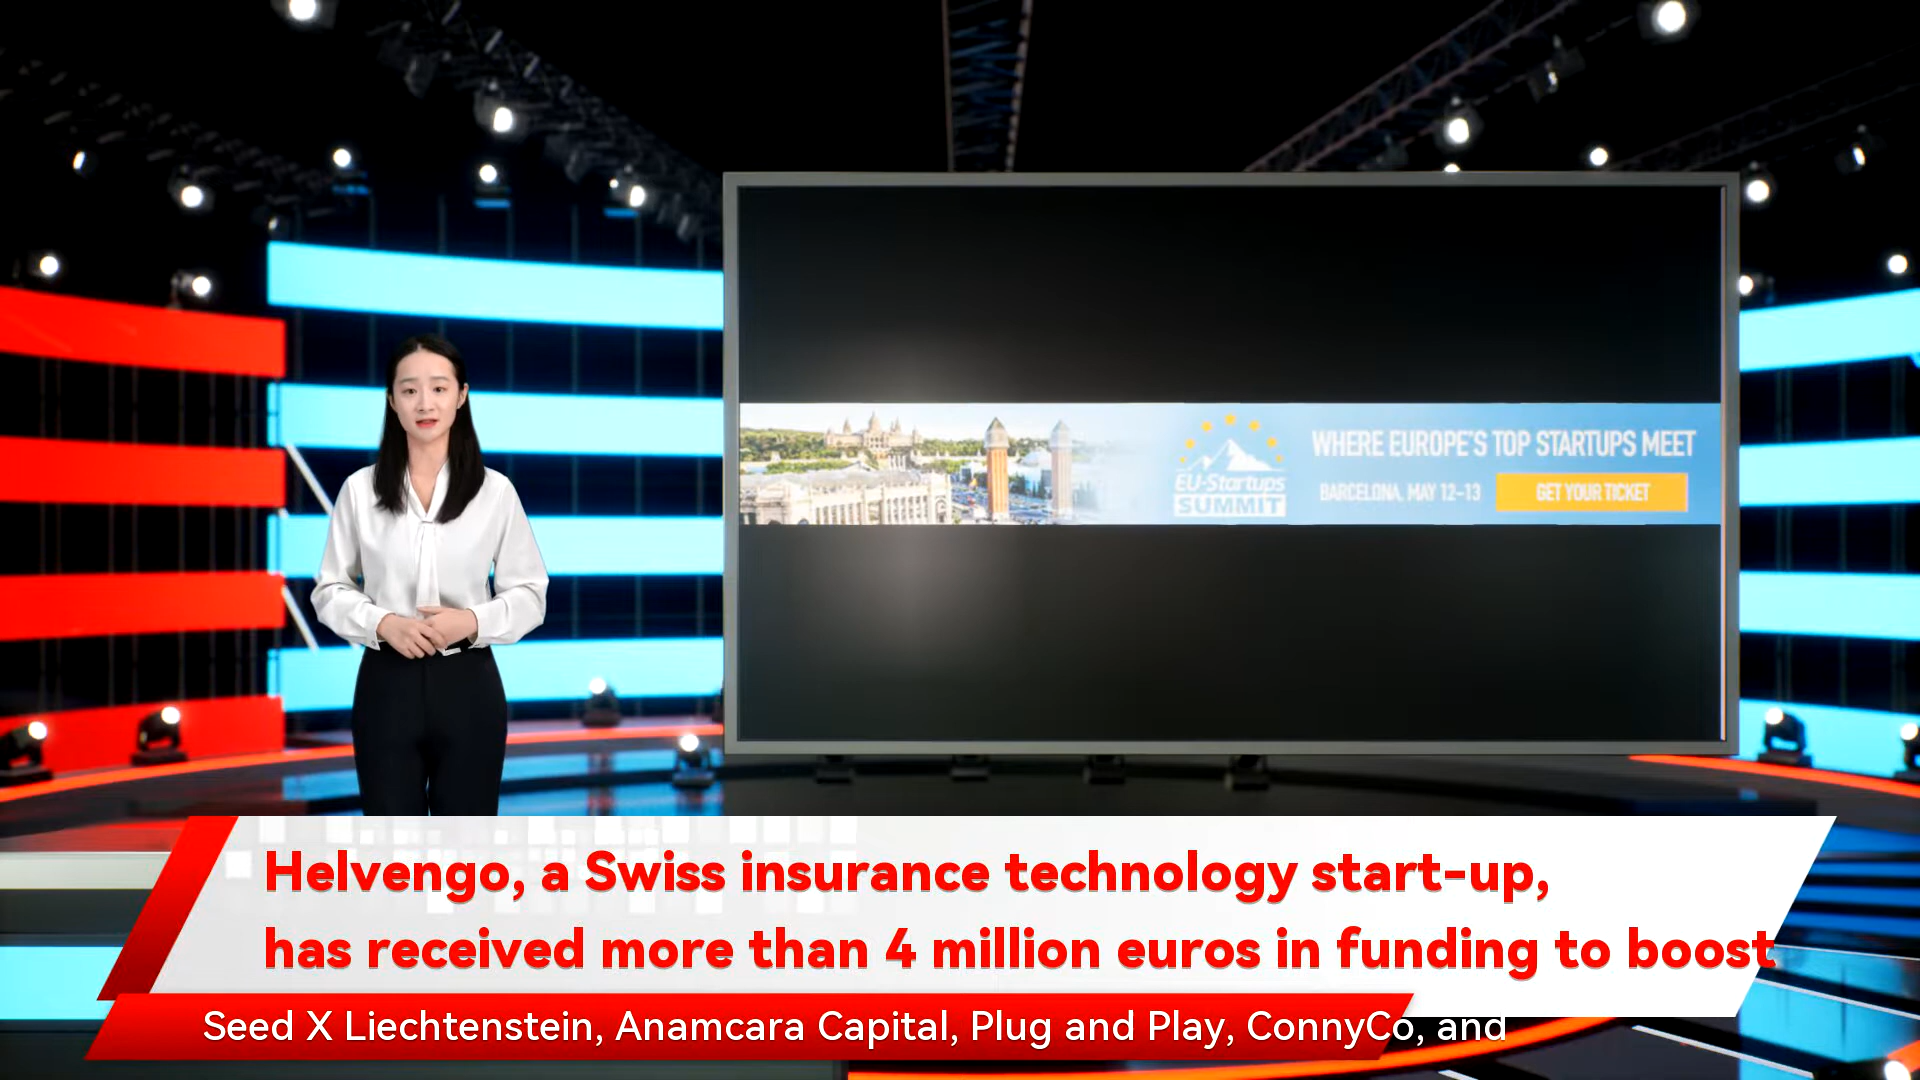 WHERE EUROPE'S TOP STARTUPS MEET
EU-Startups
SUMMIT
BARCELONA, MAY 12-13
GET YOUR TICKET
Helvengo, a Swiss insurance technology start-up,
has received more than 4 million euros in funding to boost
Seed X Liechtenstein, Anamcara Capital, Plug and Play, ConnyCo, and